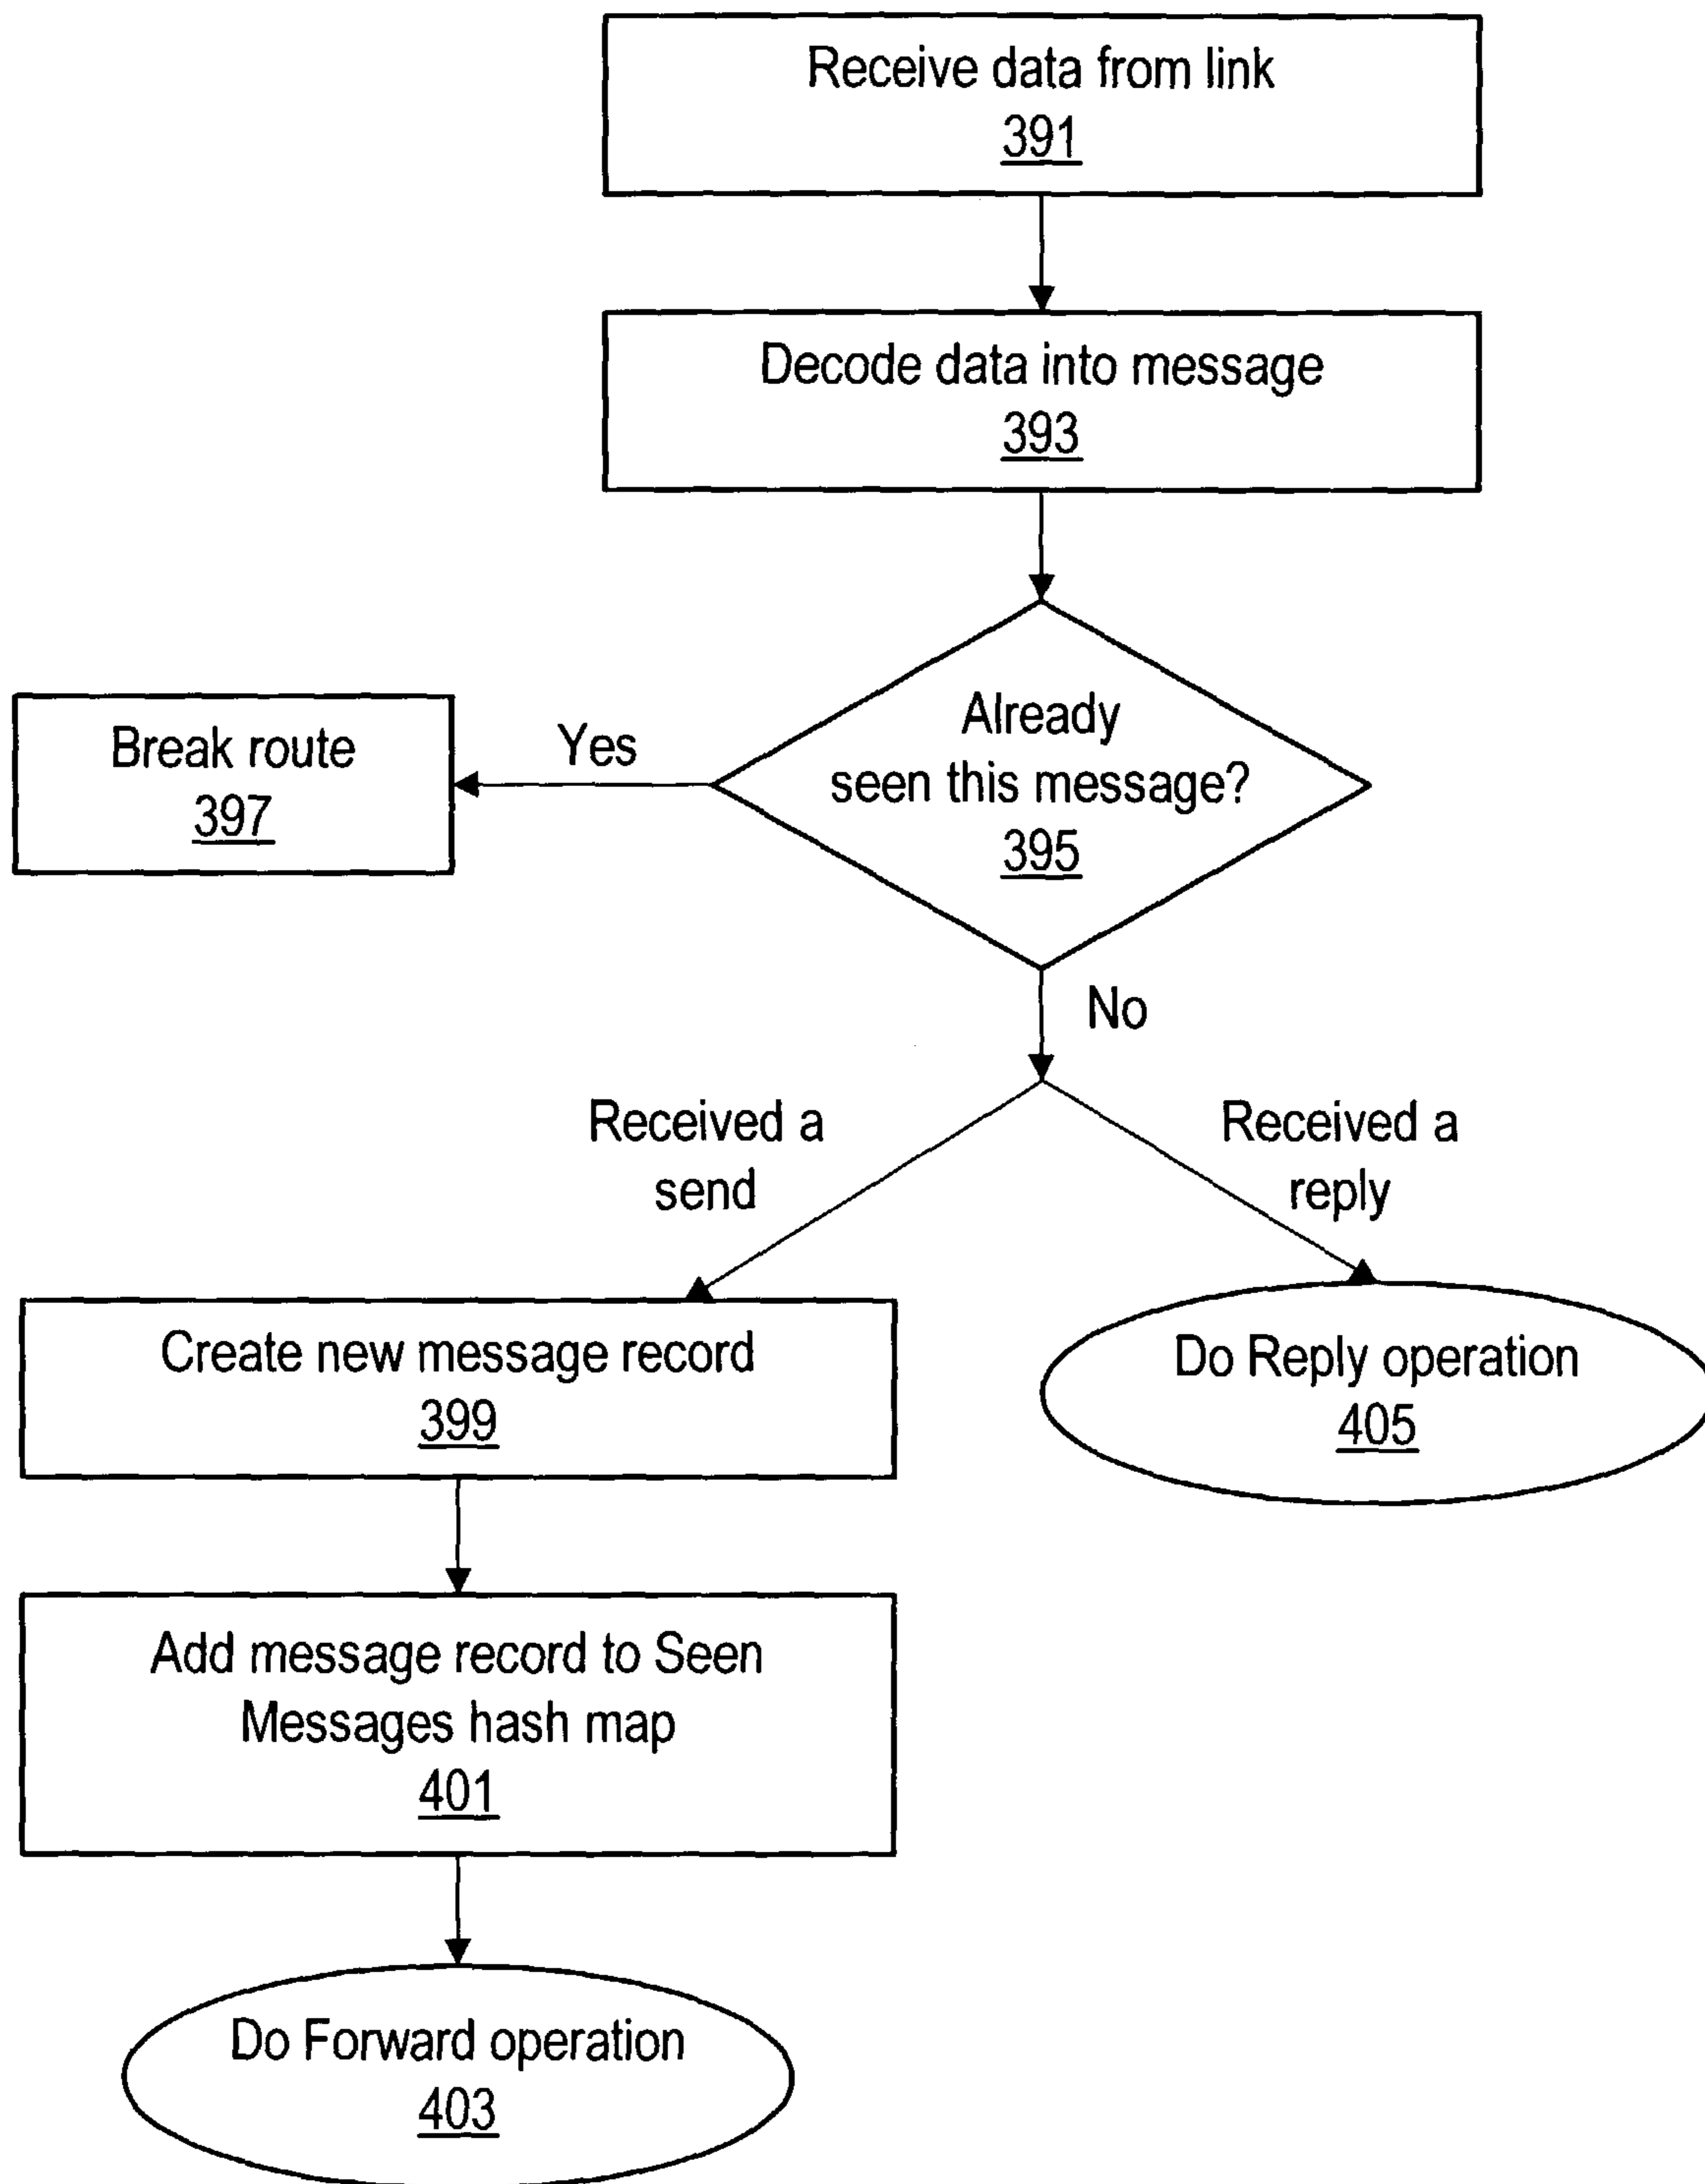 Receive data from link
391
Decode data into message
393
Already
seen this message?
395
Yes
Break route
397
No
Received a
send
Received a
reply
Create new message record
399
Do Reply operation
405
Add message record to Seen
Messages hash map
401
Do Forward operation
403